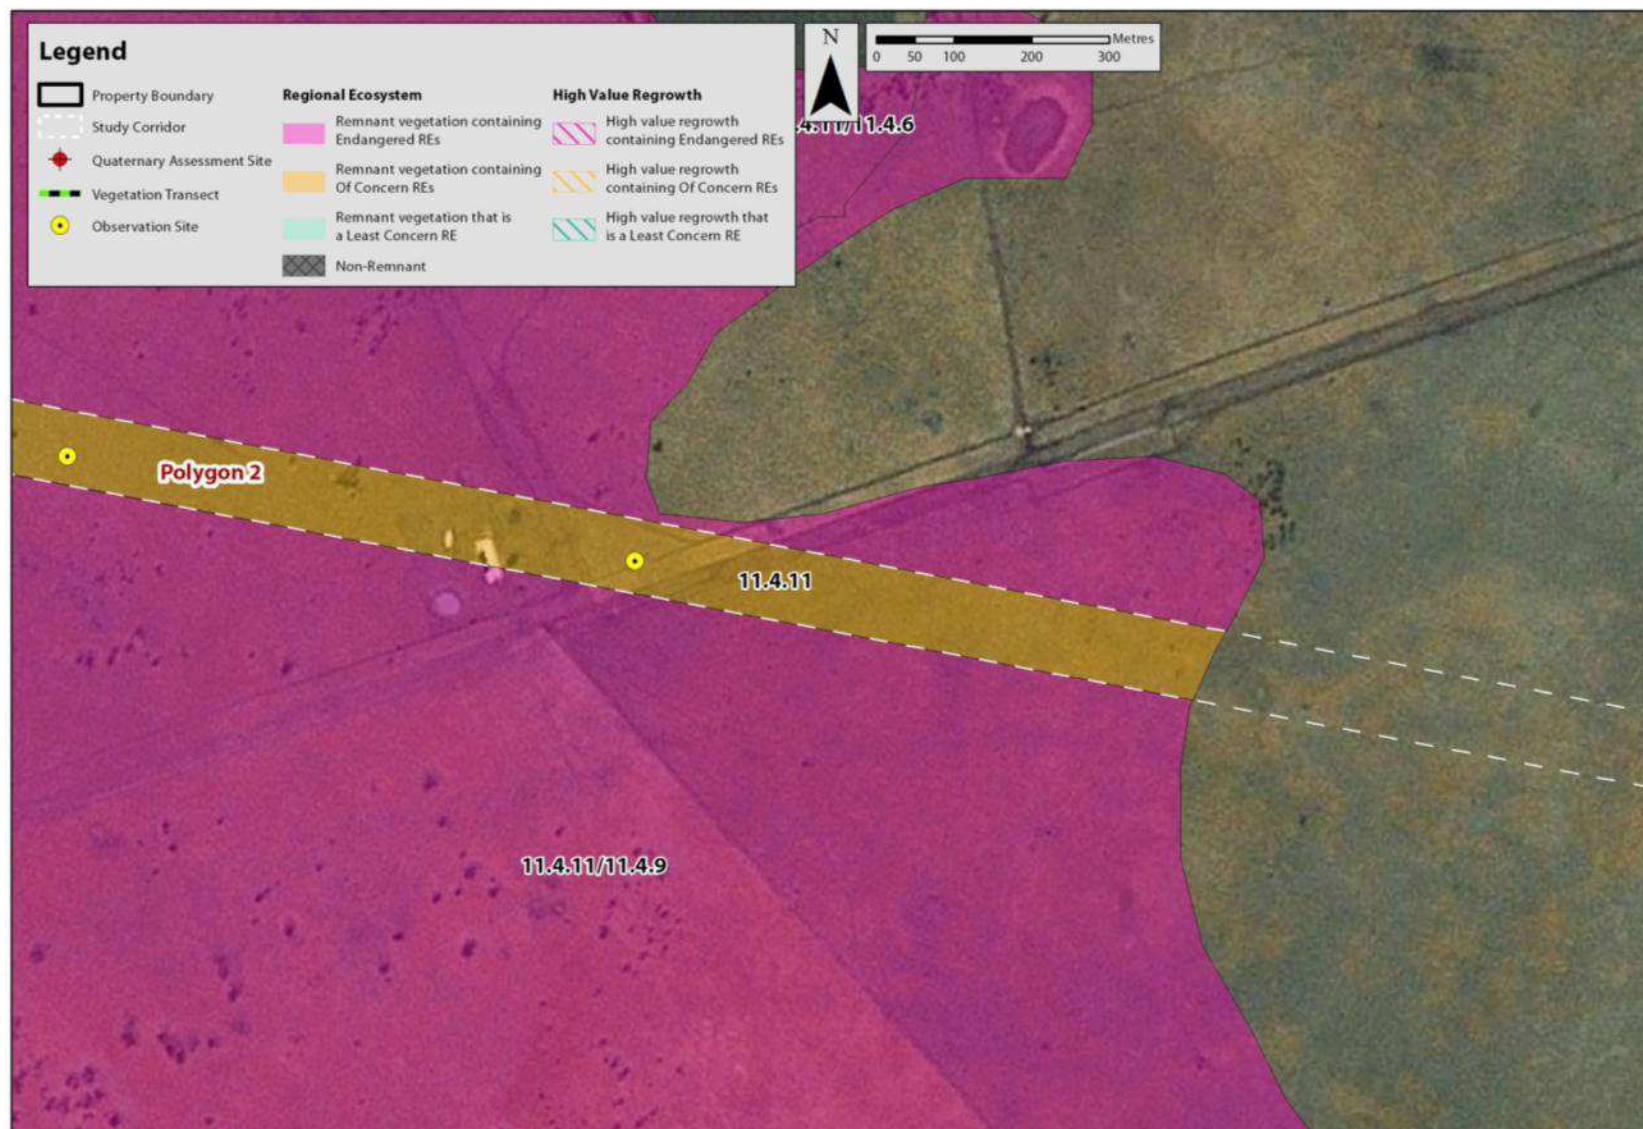 Legend
Property Boundary
Study Corridor
Quaternary Assessment Site
Vegetation Transect
Observation Site
Regional Ecosystem
Remnant vegetation containing
Endangered REs
Remnant vegetation containing
Of Concern REs
Remnant vegetation that is
a Least Concern RE
Non-Remnant
High Value Regrowth
High value regrowth
containing Endangered REs
High value regrowth
containing Of Concern REs
High value regrowth that
is a Least Concern RE
N
Metres
0 50 100 200 300
.4.11/11.4.6
Polygon 2
11.4.11
11.4.11/11.4.9